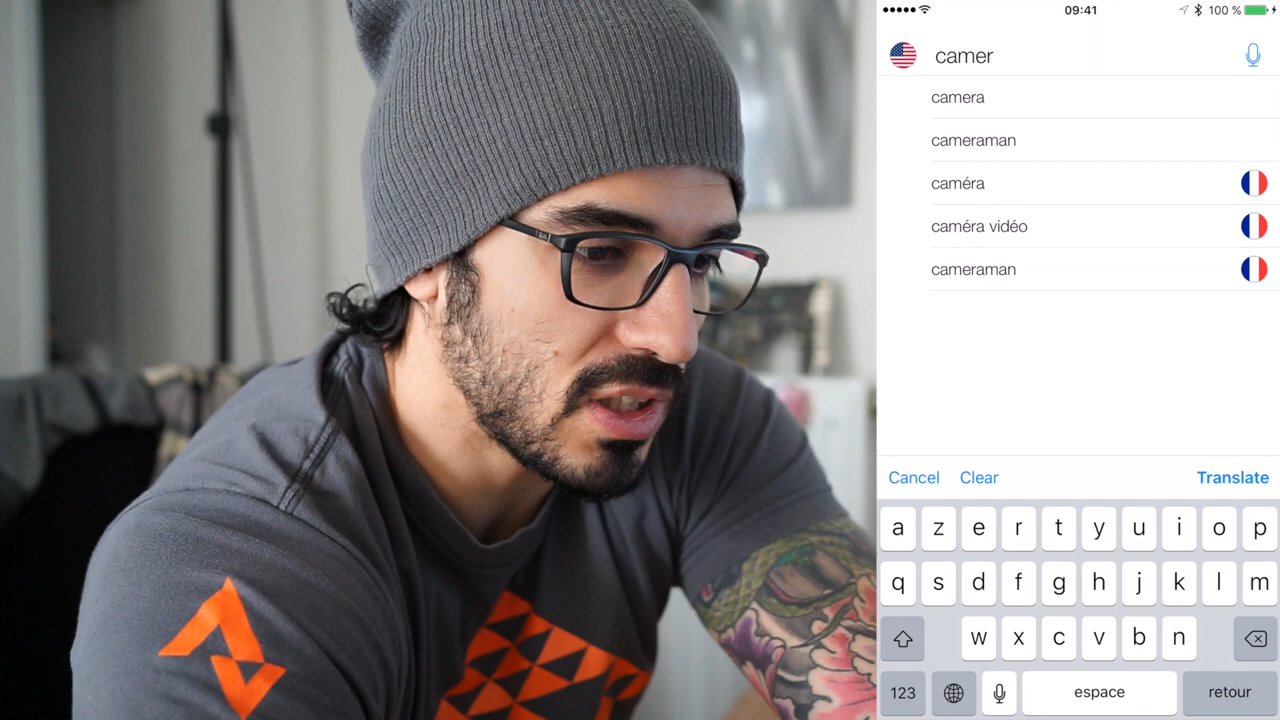 09:41
100 %
camer
camera
cameraman
caméra
caméra vidéo
cameraman
Cancel Clear Translate
a z e r t y u i o p
q s d f g h j k l m
w x c v b n
123 espace retour